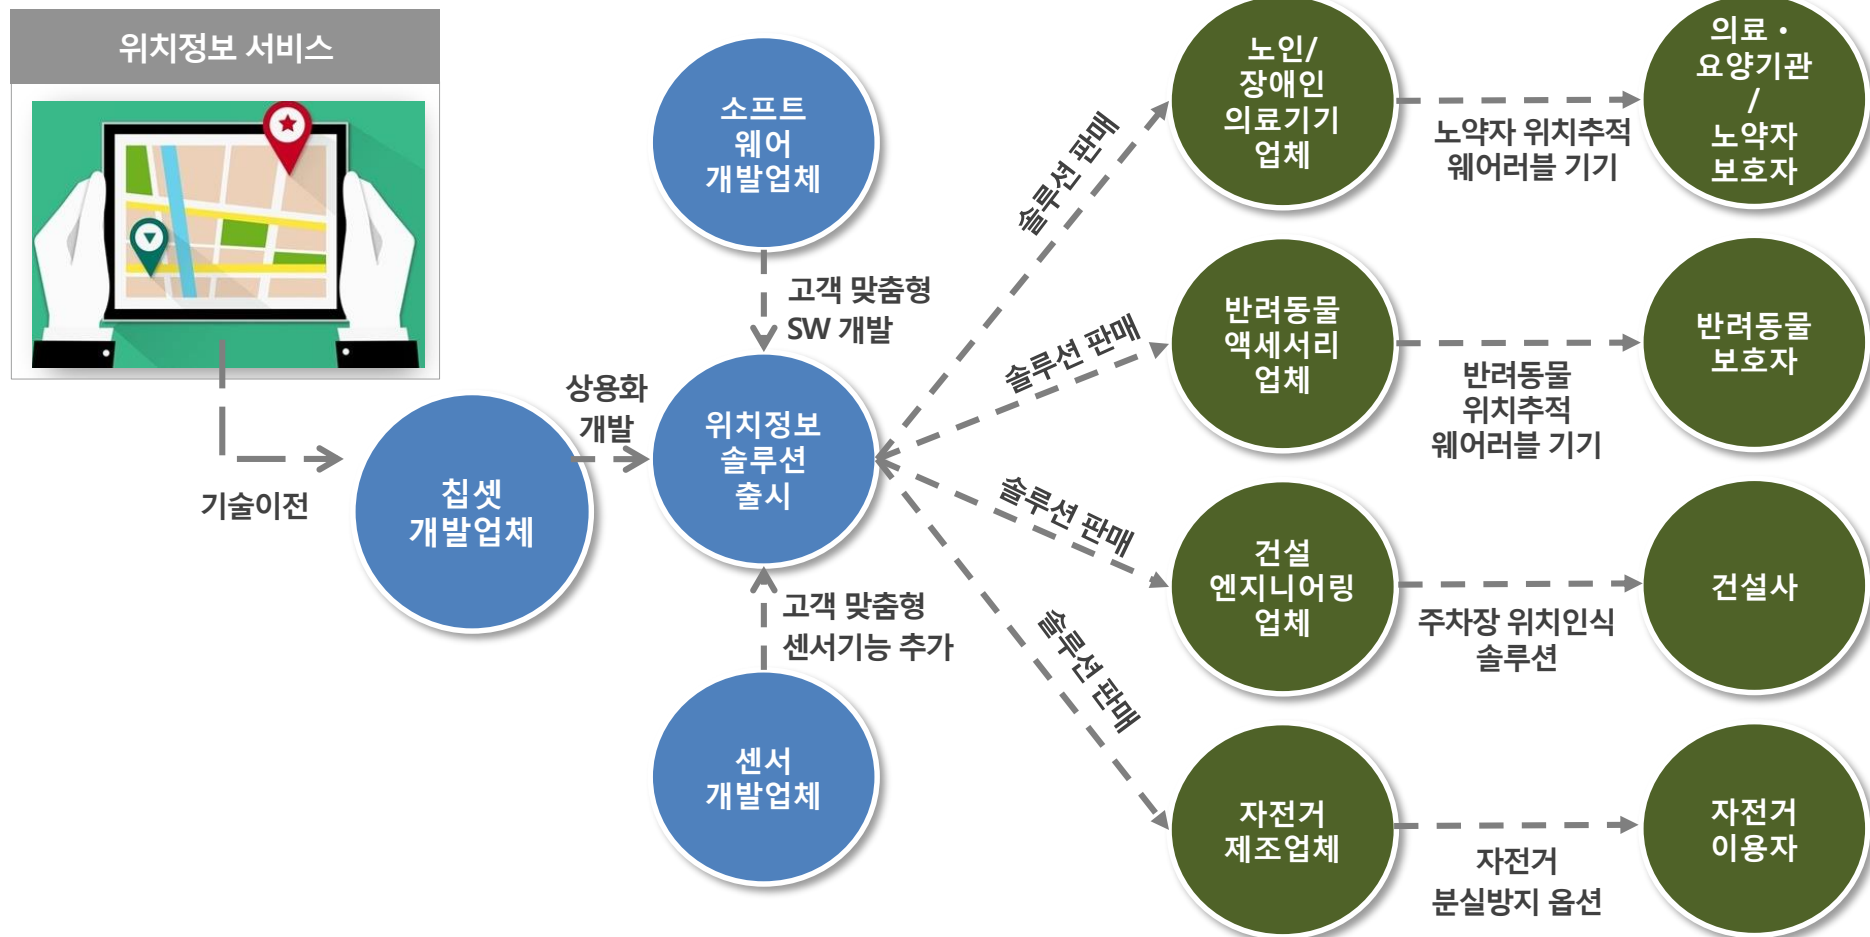 위치정보 서비스
기술이전
칩셋
개발업체
상용화
개발
소프트
웨어
개발업체
고객 맞춤형
SW 개발
위치정보
솔루션
출시
고객 맞춤형
센서기능 추가
센서
개발업체
솔루션 판매
솔루션 판매
솔루션 판매
솔루션 판매
노인/
장애인
의료기기
업체
노약자 위치추적
웨어러블 기기
의료・
요양기관
/
노약자
보호자
반려동물
액세서리
업체
반려동물
위치추적
웨어러블 기기
반려동물
보호자
건설
엔지니어링
업체
주차장 위치인식
솔루션
건설사
자전거
제조업체
자전거
분실방지 옵션
자전거
이용자